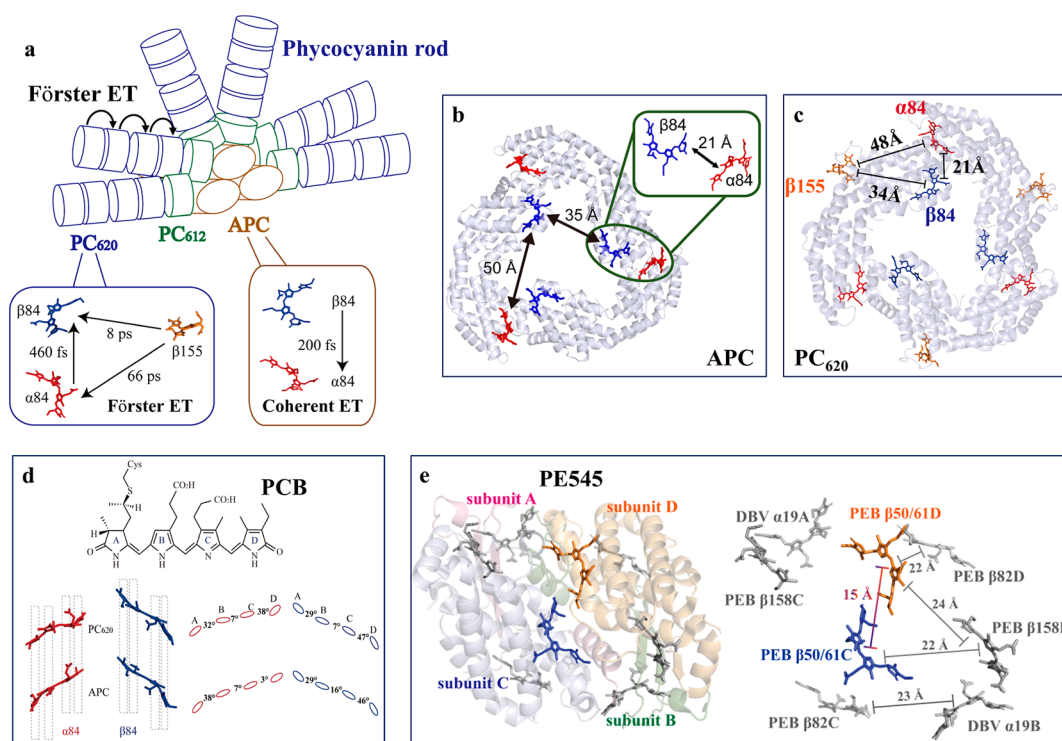 a
Phycocyanin rod
Förster ET
PC620
PC612
APC
β84
8 ps
β155
460 fs
66 ps
α84
Förster ET
β84
200 fs
α84
Coherent ET
b
β84
21 Å
α84
35 Å
50 Å
APC
c
α84
48Å
21Å
β155
34Å
β84
PC620
d
PCB
Cys
S
H
H
CO2H
CO2H
O
A
B
C
D
O
N
H
NH
N
N
H
PC620
A
32°
B
7°
C
38°
D
A
29°
B
7°
C
47°
D
APC
38°
7°
3°
29°
16°
46°
α84
β84
e
PE545
subunit A
subunit D
subunit C
subunit B
DBV α19A
PEB β50/61D
22 Å
PEB β82D
PEB β158C
15 Å
24 Å
PEB β50/61C
22 Å
PEB β82C
23 Å
DBV α19B